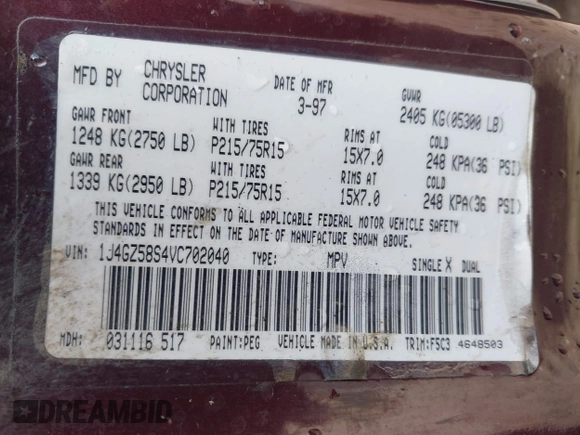 MFD BY CHRYSLER CORPORATION DATE OF MFR 3-97 GVWR 2405 KG(05300 LB)
GAWR FRONT WITH TIRES RIMS AT COLD
1248 KG(2750 LB) P215/75R15 15X7.0 248 KPA(36 PSI)
GAWR REAR WITH TIRES RIMS AT COLD
1339 KG(2950 LB) P215/75R15 15X7.0 248 KPA(36 PSI)
THIS VEHICLE CONFORMS TO ALL APPLICABLE FEDERAL MOTOR VEHICLE SAFETY
STANDARDS IN EFFECT ON THE DATE OF MANUFACTURE SHOWN ABOVE.
VIN: 1J4GZ58S4VC702040 TYPE: MPV SINGLE X DUAL
MDH: 031116 517 PAINT:PEG VEHICLE MADE IN U.S.A. TRIM:F5C3 4648503
DREAMBID